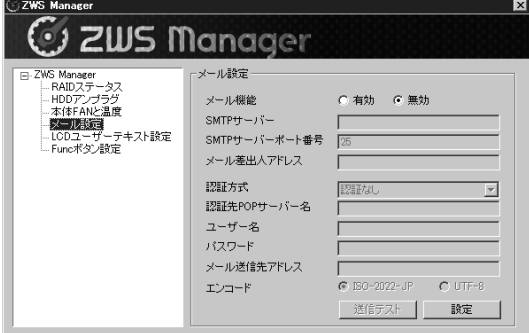 ZWS Manager
ZWS Manager
ZWS Manager
RAIDステータス
HDDアンプラグ
本体FANと温度
メール設定
LCDユーザーテキスト設定
Funcボタン設定
メール設定
メール機能 有効 無効
SMTPサーバー
SMTPサーバーポート番号 25
メール差出人アドレス
認証方式 認証なし
認証先POPサーバー名
ユーザー名
パスワード
メール送信先アドレス
エンコード ISO-2022-JP UTF-8
送信テスト 設定